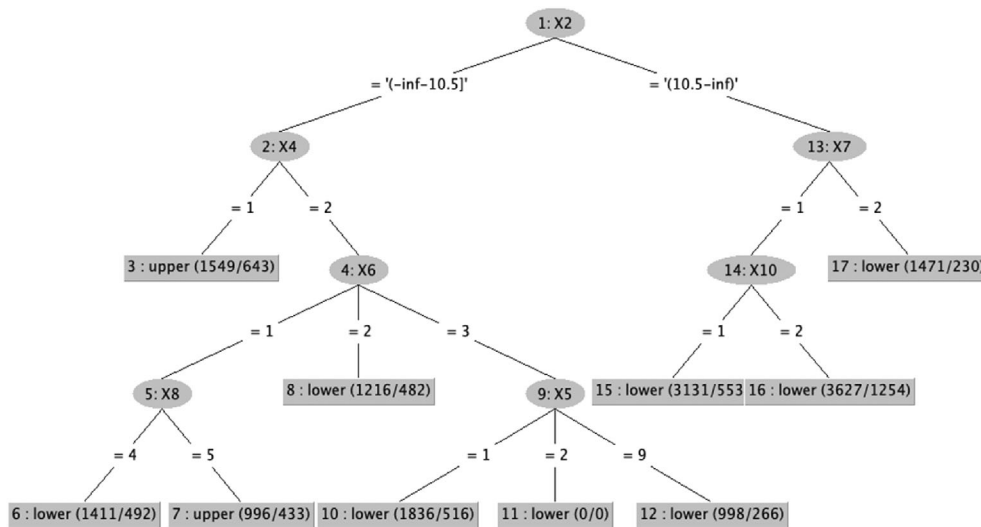 1: X2
= '(-inf-10.5]'
= '(10.5-inf)'
2: X4
13: X7
= 1
= 2
= 1
= 2
3 : upper (1549/643)
4: X6
14: X10
17 : lower (1471/230)
= 1
= 2
= 3
= 1
= 2
5: X8
8 : lower (1216/482)
9: X5
15 : lower (3131/553
16 : lower (3627/1254)
= 4
= 5
= 1
= 2
= 9
6 : lower (1411/492)
7 : upper (996/433)
10 : lower (1836/516)
11 : lower (0/0)
12 : lower (998/266)